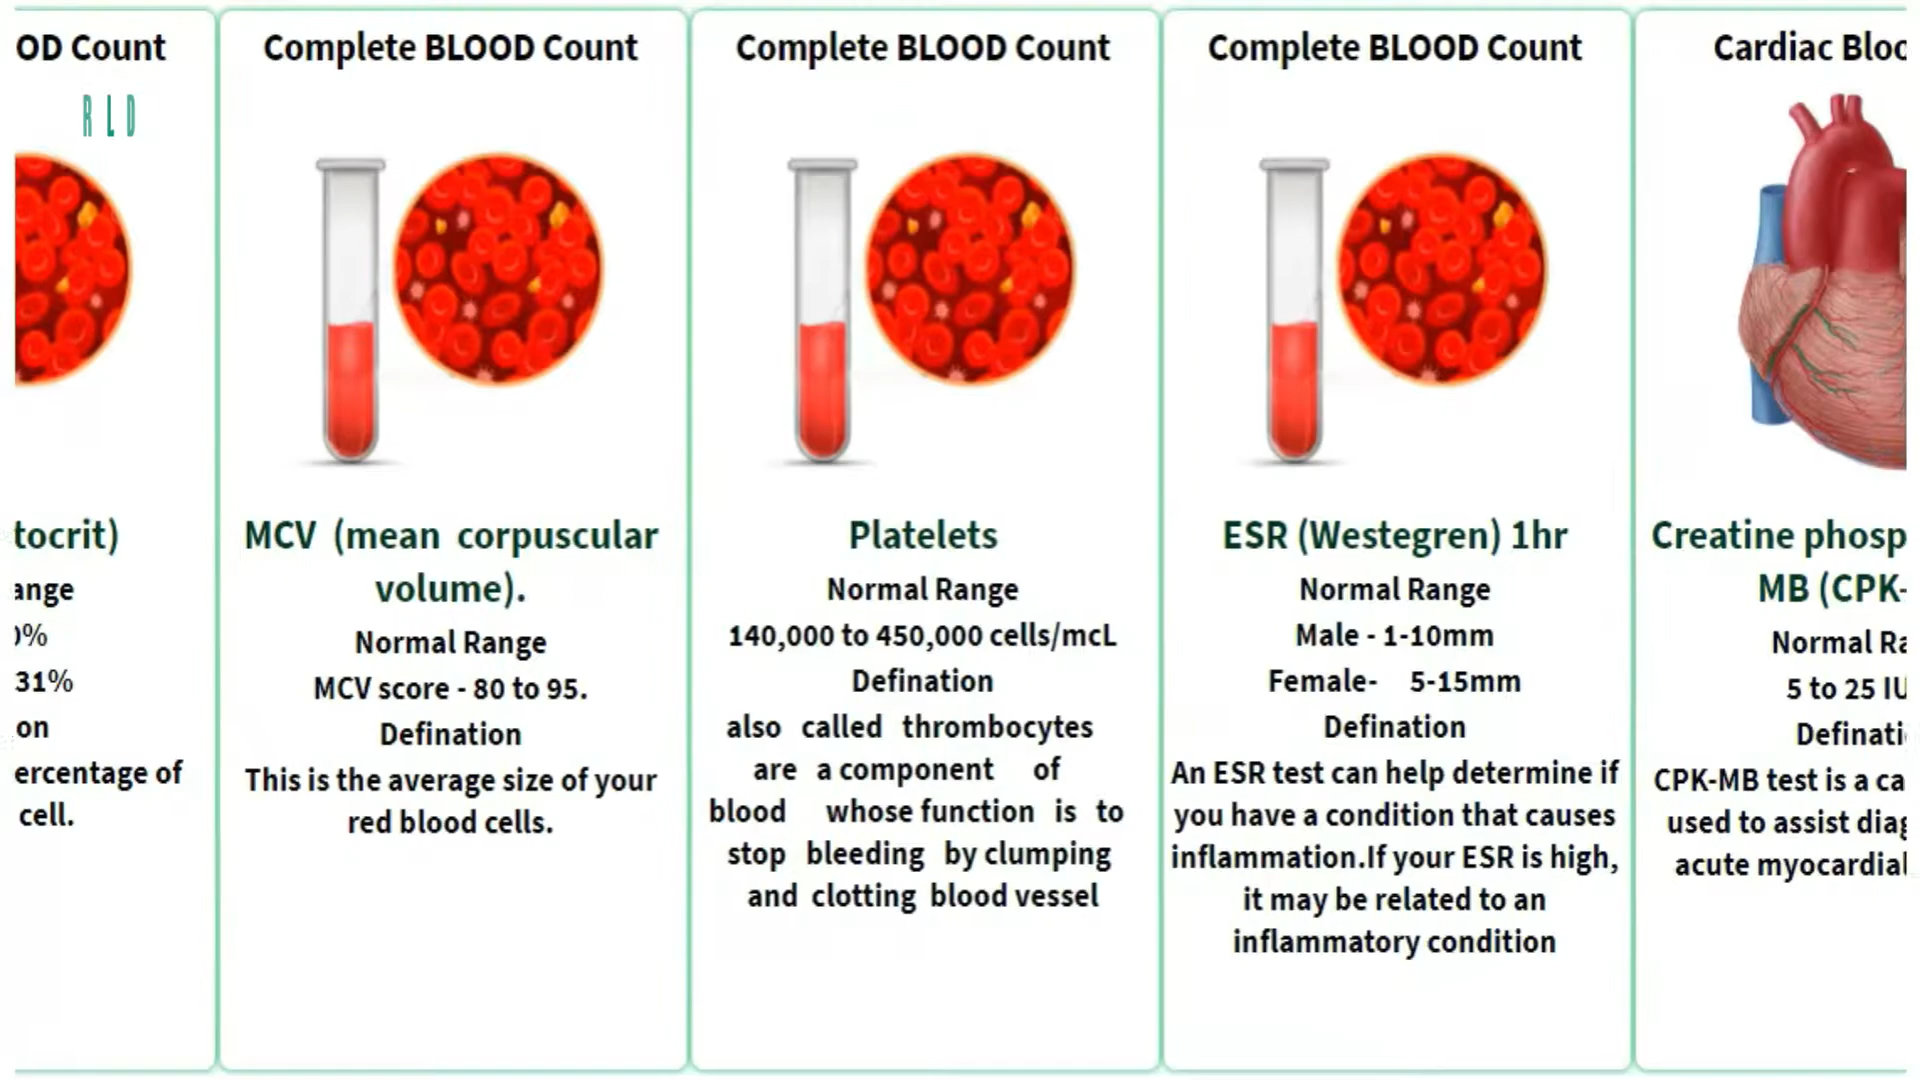 OD Count
R L D
tocrit)
ange
0%
31%
on
ercentage of
cell.
Complete BLOOD Count
MCV (mean corpuscular
volume).
Normal Range
MCV score - 80 to 95.
Defination
This is the average size of your
red blood cells.
Complete BLOOD Count
Platelets
Normal Range
140,000 to 450,000 cells/mcL
Defination
also called thrombocytes
are a component of
blood whose function is to
stop bleeding by clumping
and clotting blood vessel
Complete BLOOD Count
ESR (Westegren) 1hr
Normal Range
Male - 1-10mm
Female- 5-15mm
Defination
An ESR test can help determine if
you have a condition that causes
inflammation.If your ESR is high,
it may be related to an
inflammatory condition
Cardiac Bloo
Creatine phosp
MB (CPK-
Normal Ra
5 to 25 IU
Definati
CPK-MB test is a ca
used to assist diag
acute myocardial